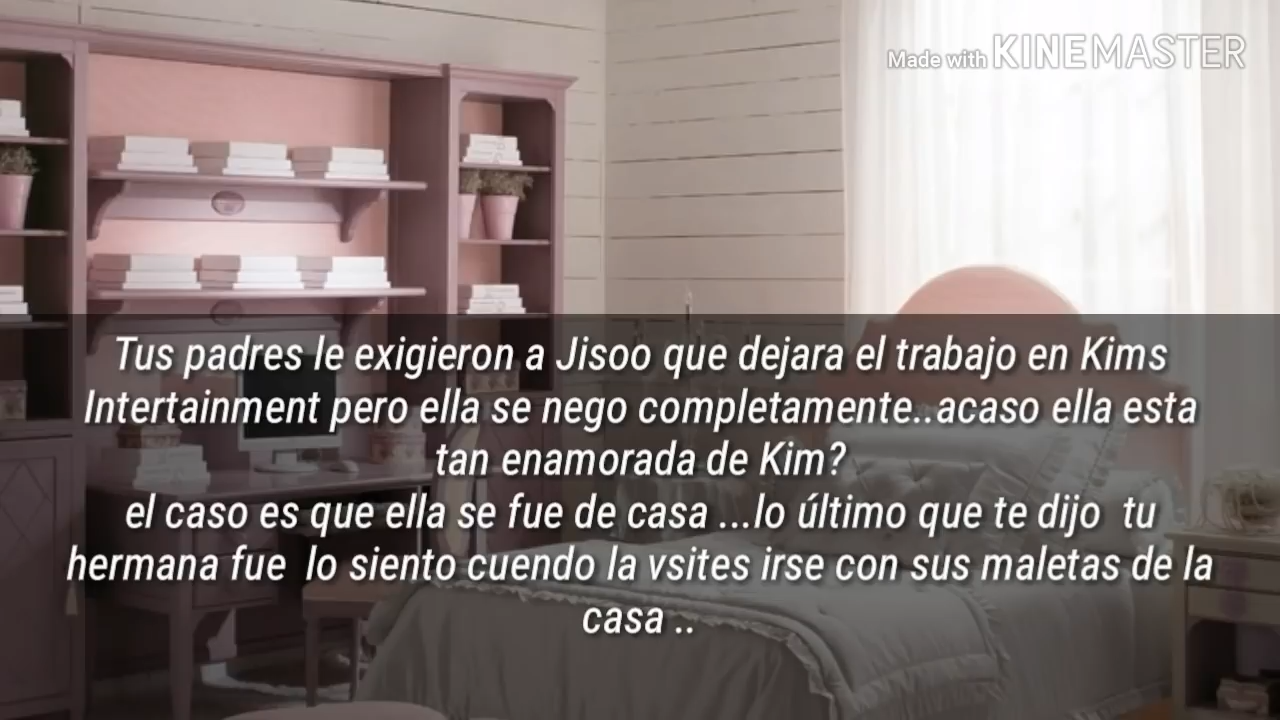 Made with KINEMASTER
Tus padres le exigieron a Jisoo que dejara el trabajo en Kims
Intertainment pero ella se nego completamente..acaso ella esta
tan enamorada de Kim?
el caso es que ella se fue de casa ...lo último que te dijo tu
hermana fue lo siento cuendo la vsites irse con sus maletas de la
casa ..